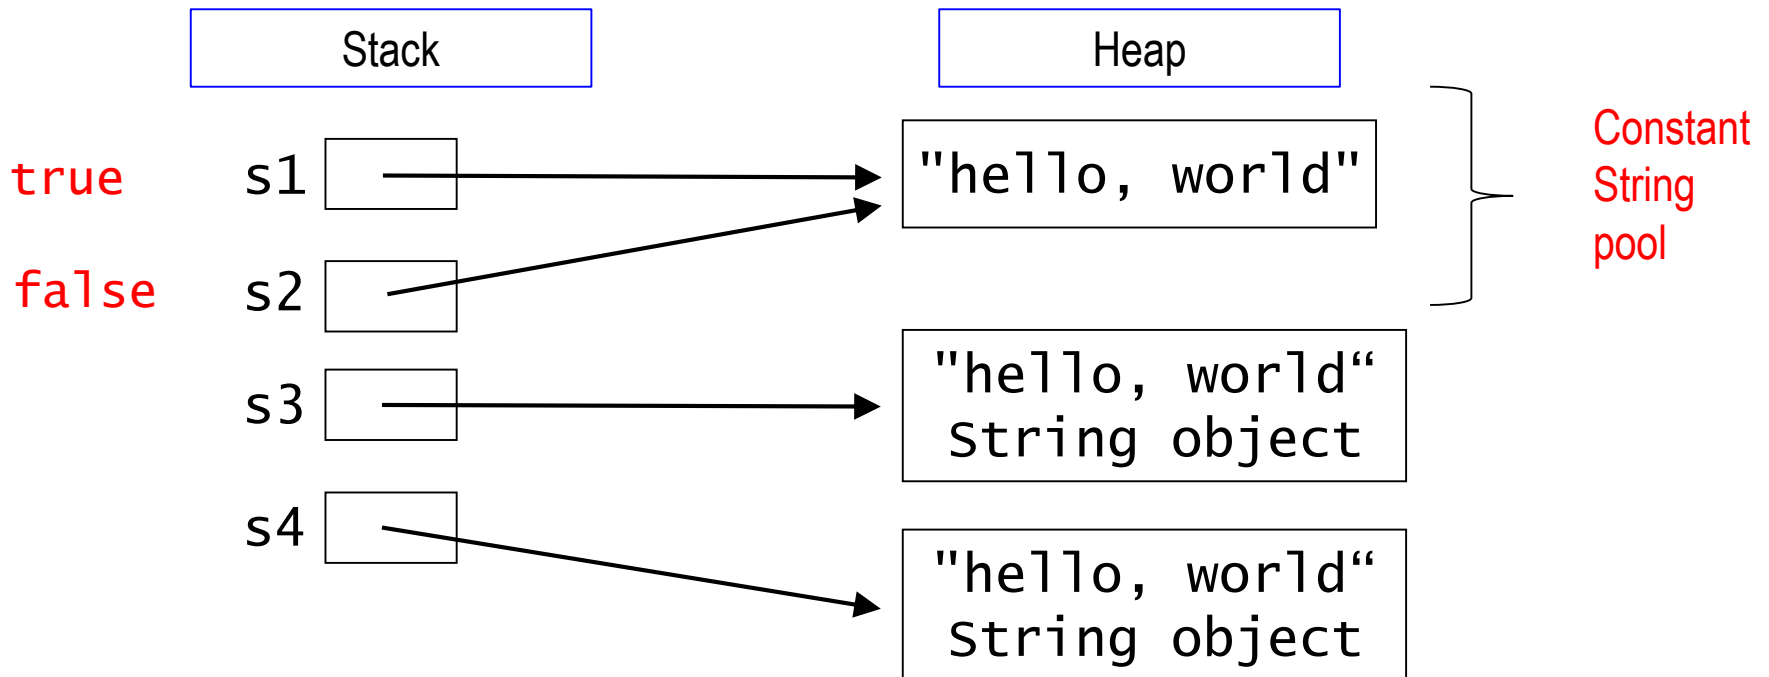 Stack
Heap
true
s1
"hello, world"
Constant
String
pool
false
s2
s3
"hello, world“
String object
s4
"hello, world“
String object